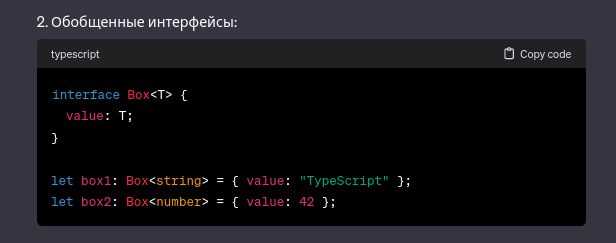 2. Обобщенные интерфейсы:
typescript Copy code
interface Box<T> {
  value: T;
}
let box1: Box<string> = { value: "TypeScript" };
let box2: Box<number> = { value: 42 };